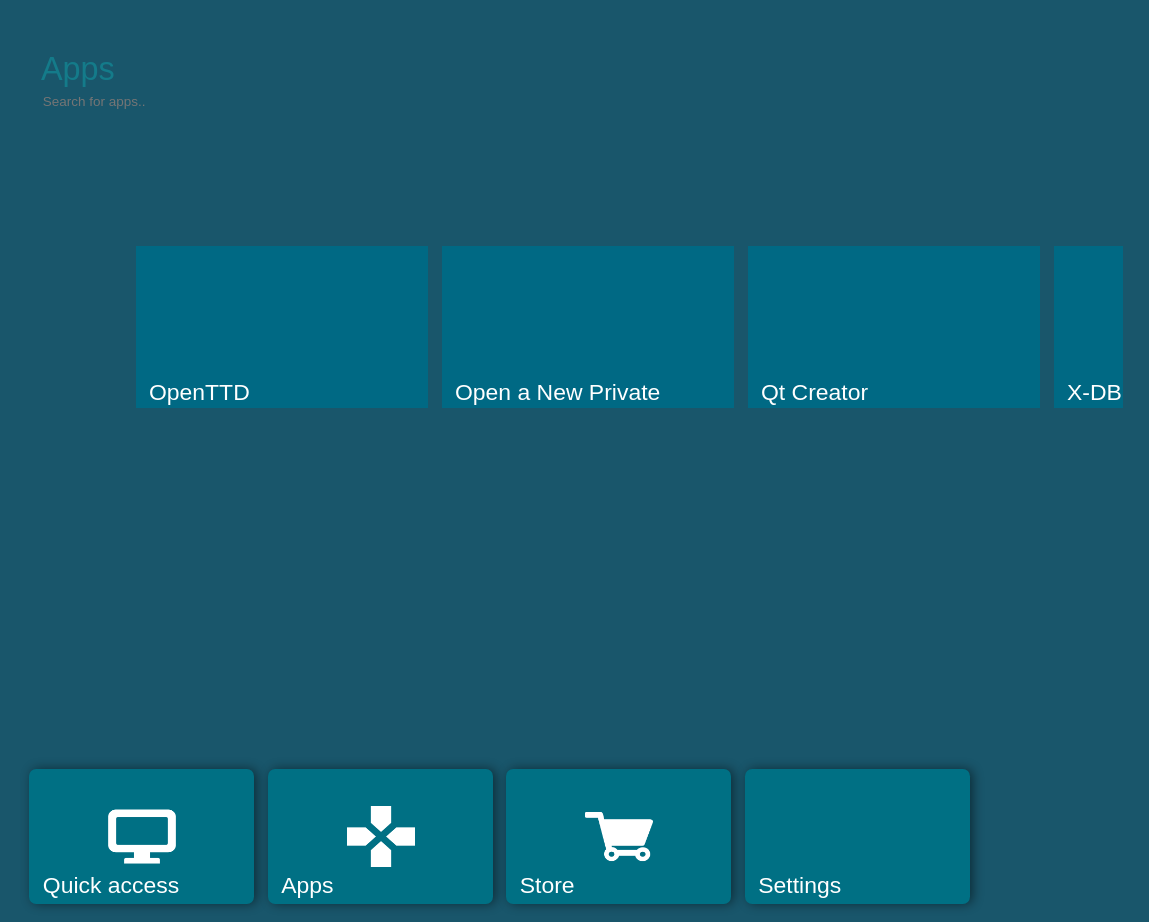 Apps
Search for apps..
OpenTTD
Open a New Private
Qt Creator
X-DB
Quick access
Apps
Store
Settings